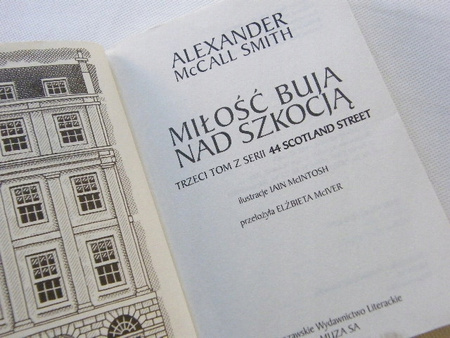 ALEXANDER
McCALL SMITH
MIŁOŚĆ BUJA
NAD SZKOCJĄ
TRZECI TOM Z SERII 44 SCOTLAND STREET
ilustracje IAIN McINTOSH
przełożyła ELŻBIETA McIVER
Wydawnictwo Literackie
MUZA SA